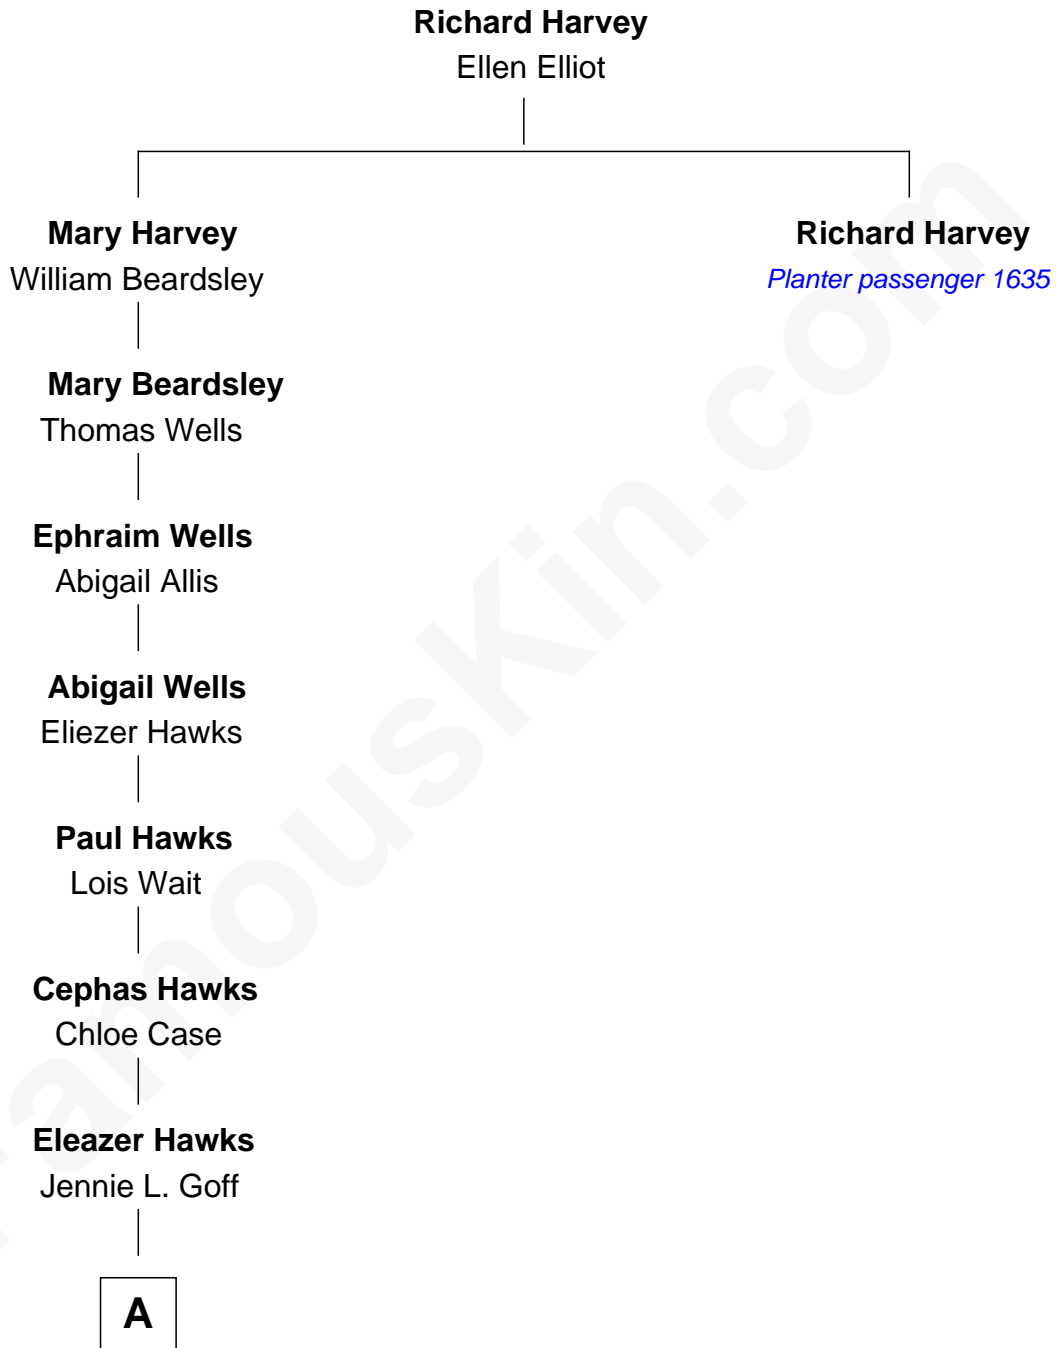 Richard Harvey
Ellen Elliot
Mary Harvey
William Beardsley
Richard Harvey
Planter passenger 1635
Mary Beardsley
Thomas Wells
Ephraim Wells
Abigail Allis
Abigail Wells
Eliezer Hawks
Paul Hawks
Lois Wait
Cephas Hawks
Chloe Case
Eleazer Hawks
Jennie L. Goff
A
FamousKin.com